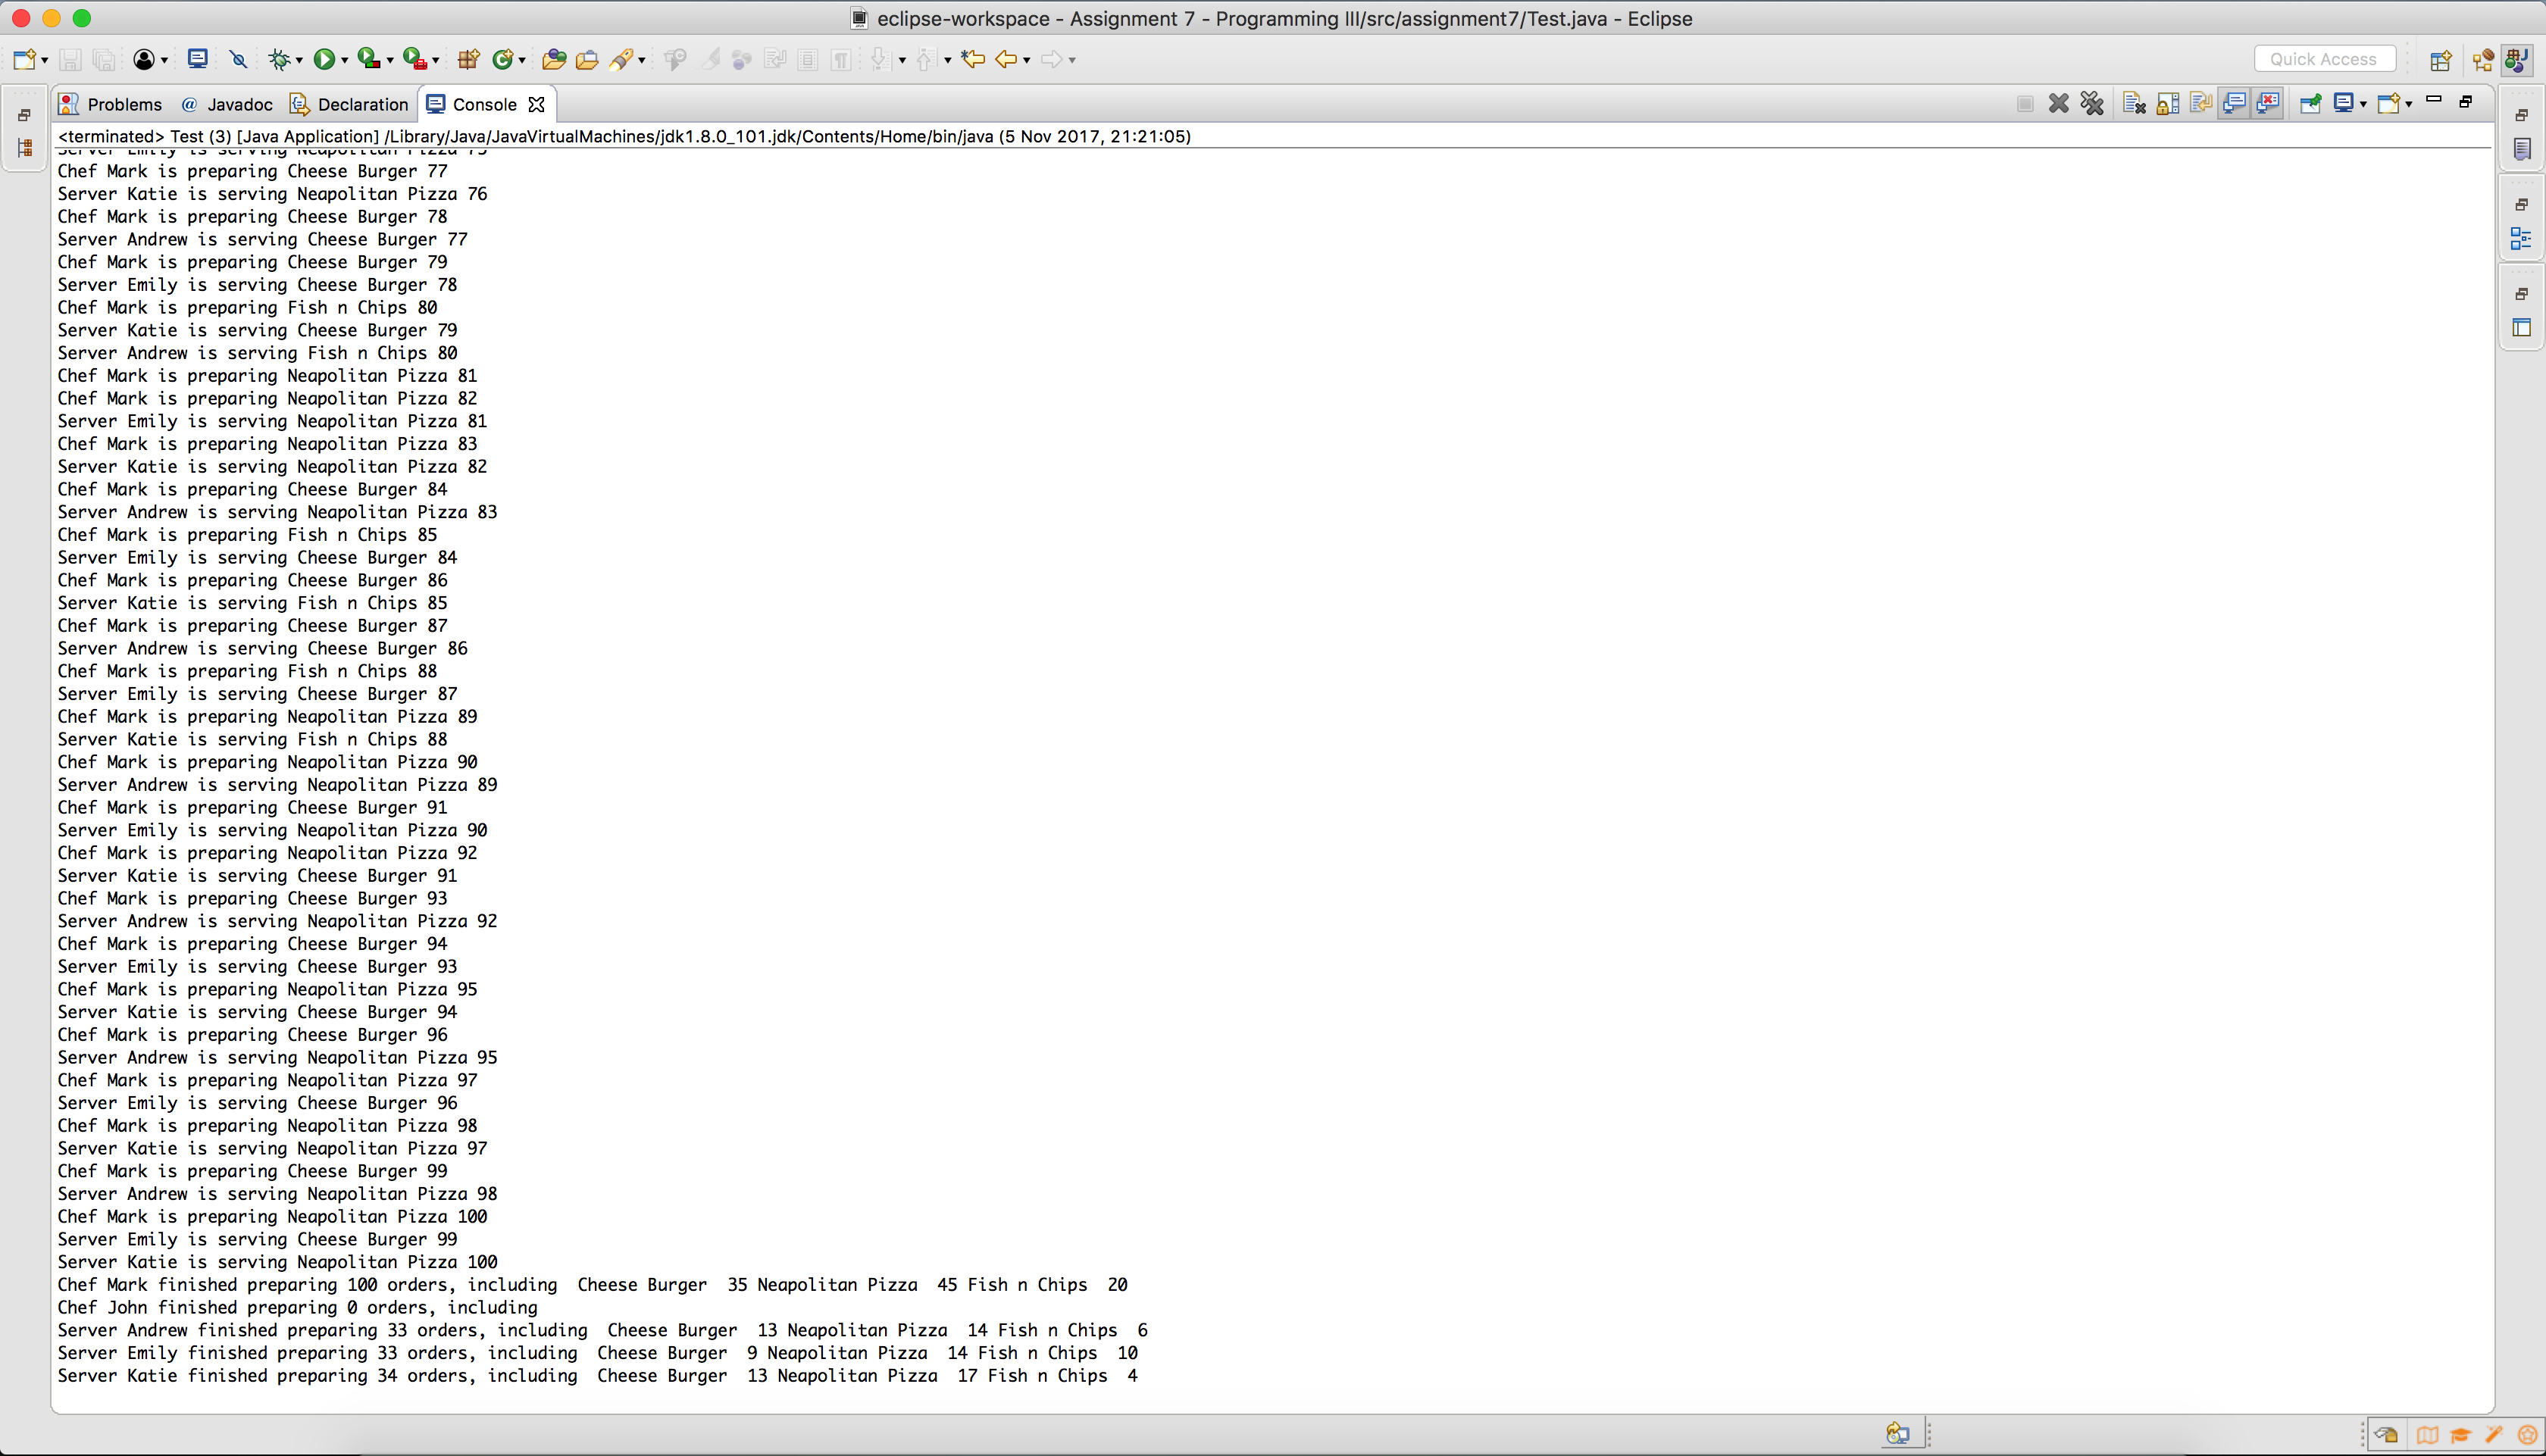 eclipse-workspace - Assignment 7 - Programming III/src/assignment7/Test.java - Eclipse
Quick Access
Problems @ Javadoc Declaration Console
<terminated> Test (3) [Java Application] /Library/Java/JavaVirtualMachines/jdk1.8.0_101.jdk/Contents/Home/bin/java (5 Nov 2017, 21:21:05)
Server Emily is serving Neapolitan Pizza 75
Chef Mark is preparing Cheese Burger 77
Server Katie is serving Neapolitan Pizza 76
Chef Mark is preparing Cheese Burger 78
Server Andrew is serving Cheese Burger 77
Chef Mark is preparing Cheese Burger 79
Server Emily is serving Cheese Burger 78
Chef Mark is preparing Fish n Chips 80
Server Katie is serving Cheese Burger 79
Server Andrew is serving Fish n Chips 80
Chef Mark is preparing Neapolitan Pizza 81
Chef Mark is preparing Neapolitan Pizza 82
Server Emily is serving Neapolitan Pizza 81
Chef Mark is preparing Neapolitan Pizza 83
Server Katie is serving Neapolitan Pizza 82
Chef Mark is preparing Cheese Burger 84
Server Andrew is serving Neapolitan Pizza 83
Chef Mark is preparing Fish n Chips 85
Server Emily is serving Cheese Burger 84
Chef Mark is preparing Cheese Burger 86
Server Katie is serving Fish n Chips 85
Chef Mark is preparing Cheese Burger 87
Server Andrew is serving Cheese Burger 86
Chef Mark is preparing Fish n Chips 88
Server Emily is serving Cheese Burger 87
Chef Mark is preparing Neapolitan Pizza 89
Server Katie is serving Fish n Chips 88
Chef Mark is preparing Neapolitan Pizza 90
Server Andrew is serving Neapolitan Pizza 89
Chef Mark is preparing Cheese Burger 91
Server Emily is serving Neapolitan Pizza 90
Chef Mark is preparing Neapolitan Pizza 92
Server Katie is serving Cheese Burger 91
Chef Mark is preparing Cheese Burger 93
Server Andrew is serving Neapolitan Pizza 92
Chef Mark is preparing Cheese Burger 94
Server Emily is serving Cheese Burger 93
Chef Mark is preparing Neapolitan Pizza 95
Server Katie is serving Cheese Burger 94
Chef Mark is preparing Cheese Burger 96
Server Andrew is serving Neapolitan Pizza 95
Chef Mark is preparing Neapolitan Pizza 97
Server Emily is serving Cheese Burger 96
Chef Mark is preparing Neapolitan Pizza 98
Server Katie is serving Neapolitan Pizza 97
Chef Mark is preparing Cheese Burger 99
Server Andrew is serving Neapolitan Pizza 98
Chef Mark is preparing Neapolitan Pizza 100
Server Emily is serving Cheese Burger 99
Server Katie is serving Neapolitan Pizza 100
Chef Mark finished preparing 100 orders, including  Cheese Burger  35 Neapolitan Pizza  45 Fish n Chips  20
Chef John finished preparing 0 orders, including
Server Andrew finished preparing 33 orders, including  Cheese Burger  13 Neapolitan Pizza  14 Fish n Chips  6
Server Emily finished preparing 33 orders, including  Cheese Burger  9 Neapolitan Pizza  14 Fish n Chips  10
Server Katie finished preparing 34 orders, including  Cheese Burger  13 Neapolitan Pizza  17 Fish n Chips  4